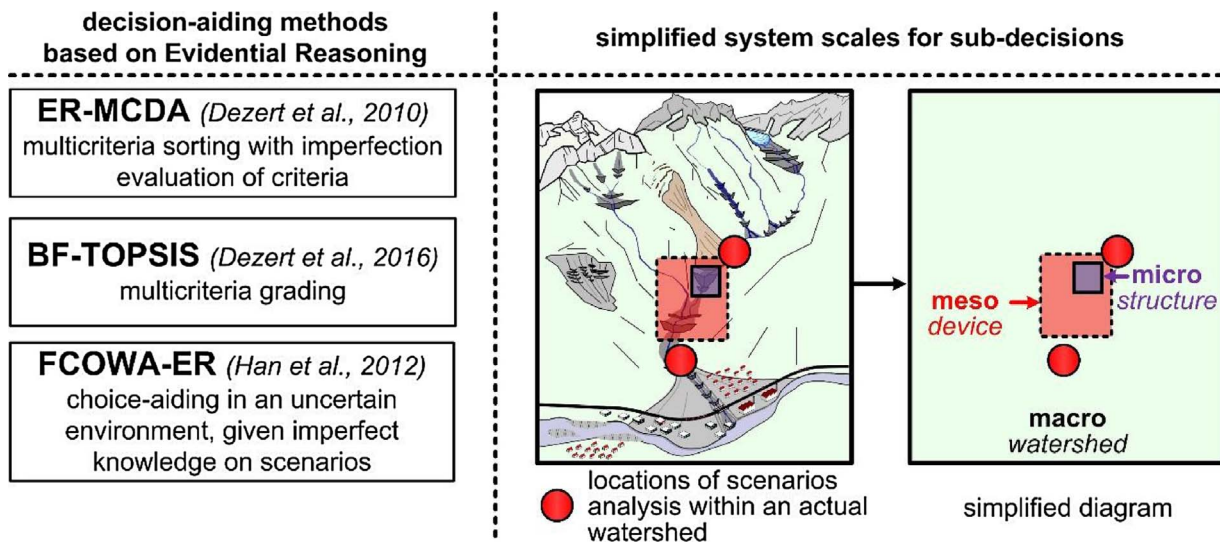 decision-aiding methods
based on Evidential Reasoning
simplified system scales for sub-decisions
ER-MCDA (Dezert et al., 2010)
multicriteria sorting with imperfection
evaluation of criteria
BF-TOPSIS (Dezert et al., 2016)
multicriteria grading
FCOWA-ER (Han et al., 2012)
choice-aiding in an uncertain
environment, given imperfect
knowledge on scenarios
locations of scenarios
analysis within an actual
watershed
meso
device
micro
structure
macro
watershed
simplified diagram